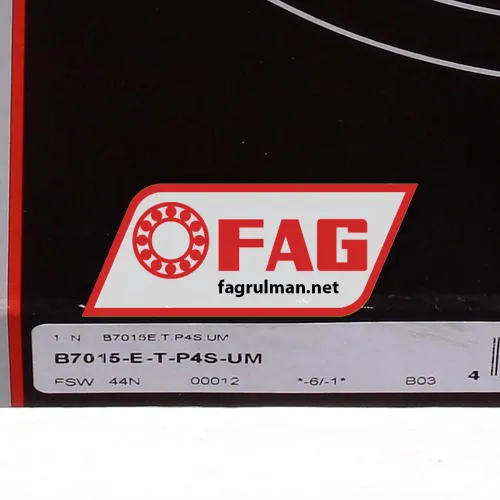 FAG
fagrulman.net
1 N B7015E.T.P4S.UM
B7015-E-T-P4S-UM
FSW 44N 00012 *-6/-1* B03 4